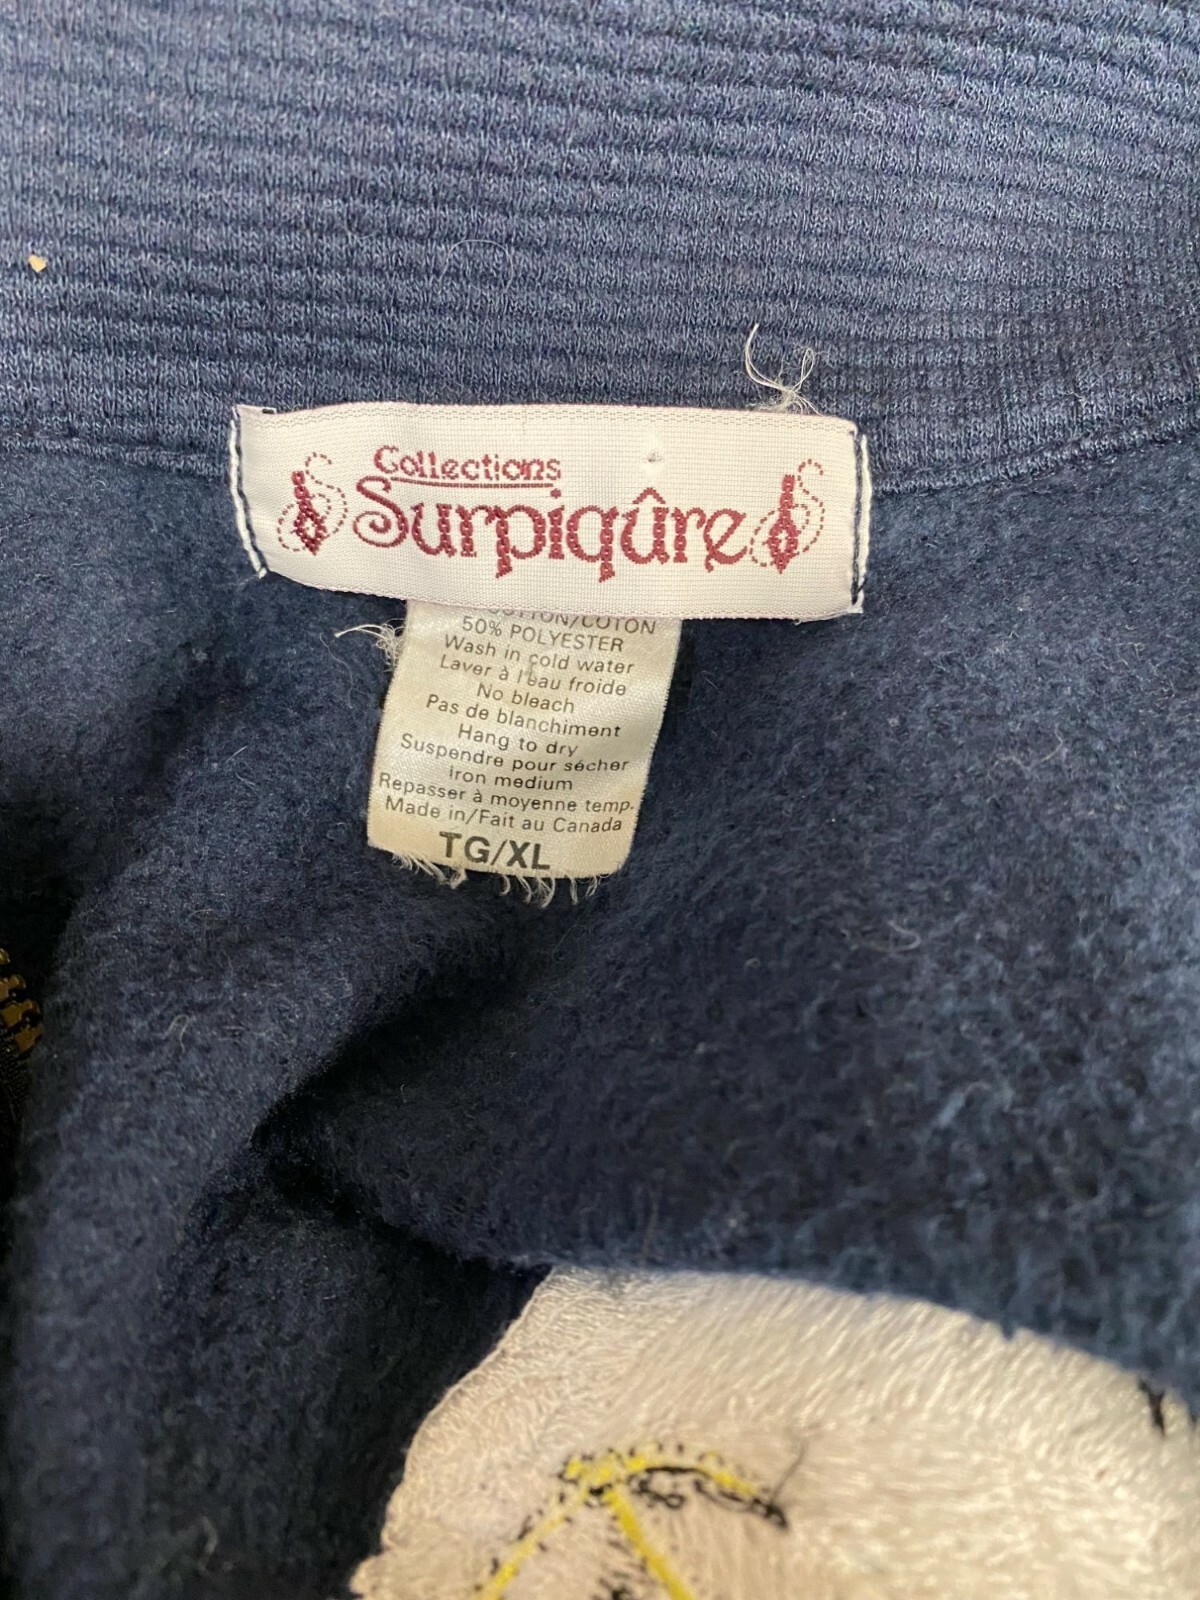 Collections
Surpiqûre
COTTON/COTON
50% POLYESTER
Wash in cold water
Laver à l'eau froide
No bleach
Pas de blanchiment
Hang to dry
Suspendre pour sécher
Iron medium
Repasser à moyenne temp.
Made in/Fait au Canada
TG/XL